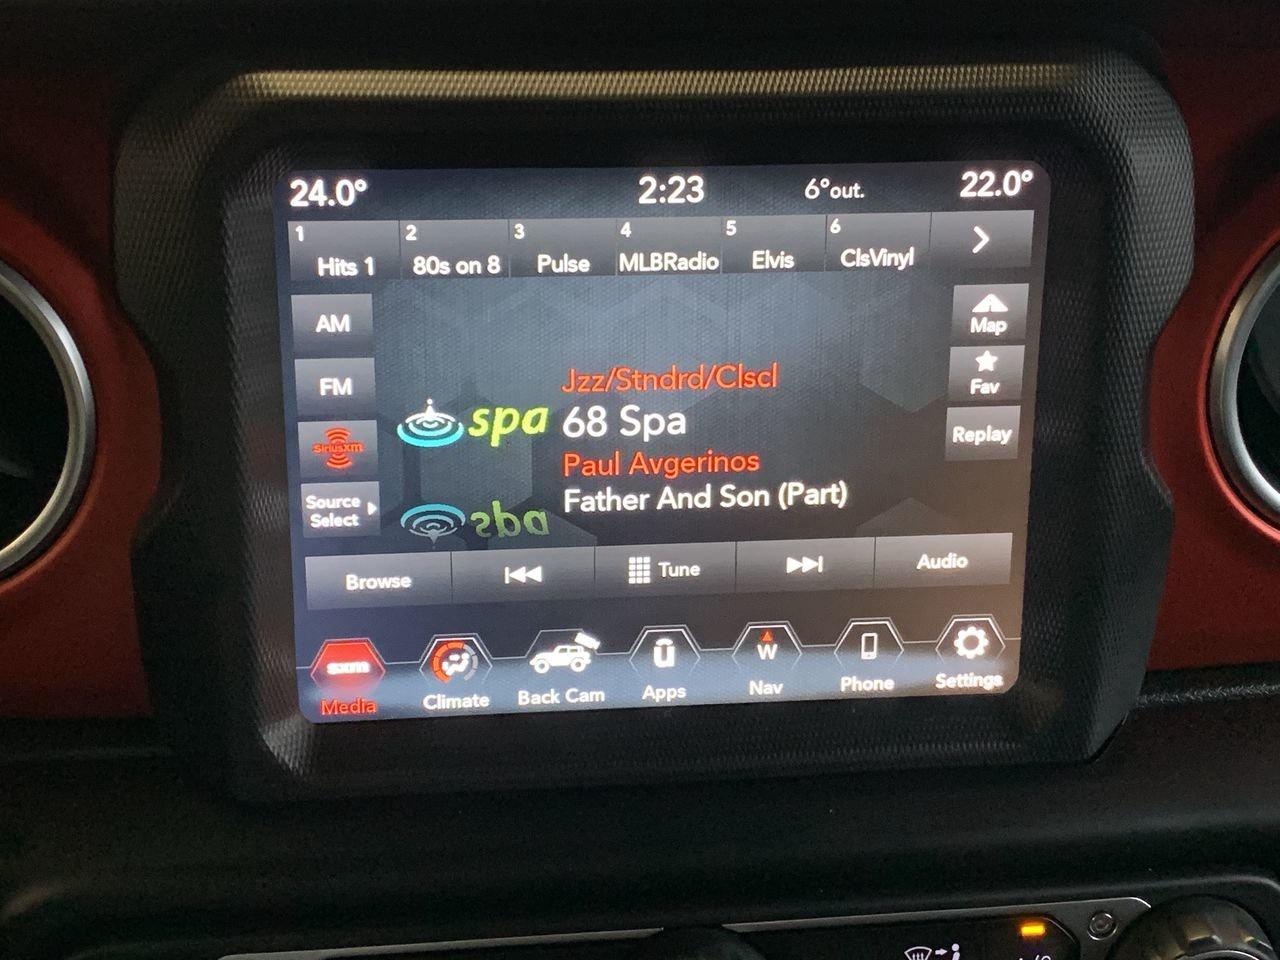 24.0° 2:23 6°out. 22.0°
1 2 3 4 5 6
Hits 1 80s on 8 Pulse MLBRadio Elvis ClsVinyl
AM
FM
siriusxm
Source
Select
spa
Jzz/Stndrd/Clscl
68 Spa
Paul Avgerinos
Father And Son (Part)
Map
Fav
Replay
Browse Tune Audio
sxm û W
Media Climate Back Cam Apps Nav Phone Settings